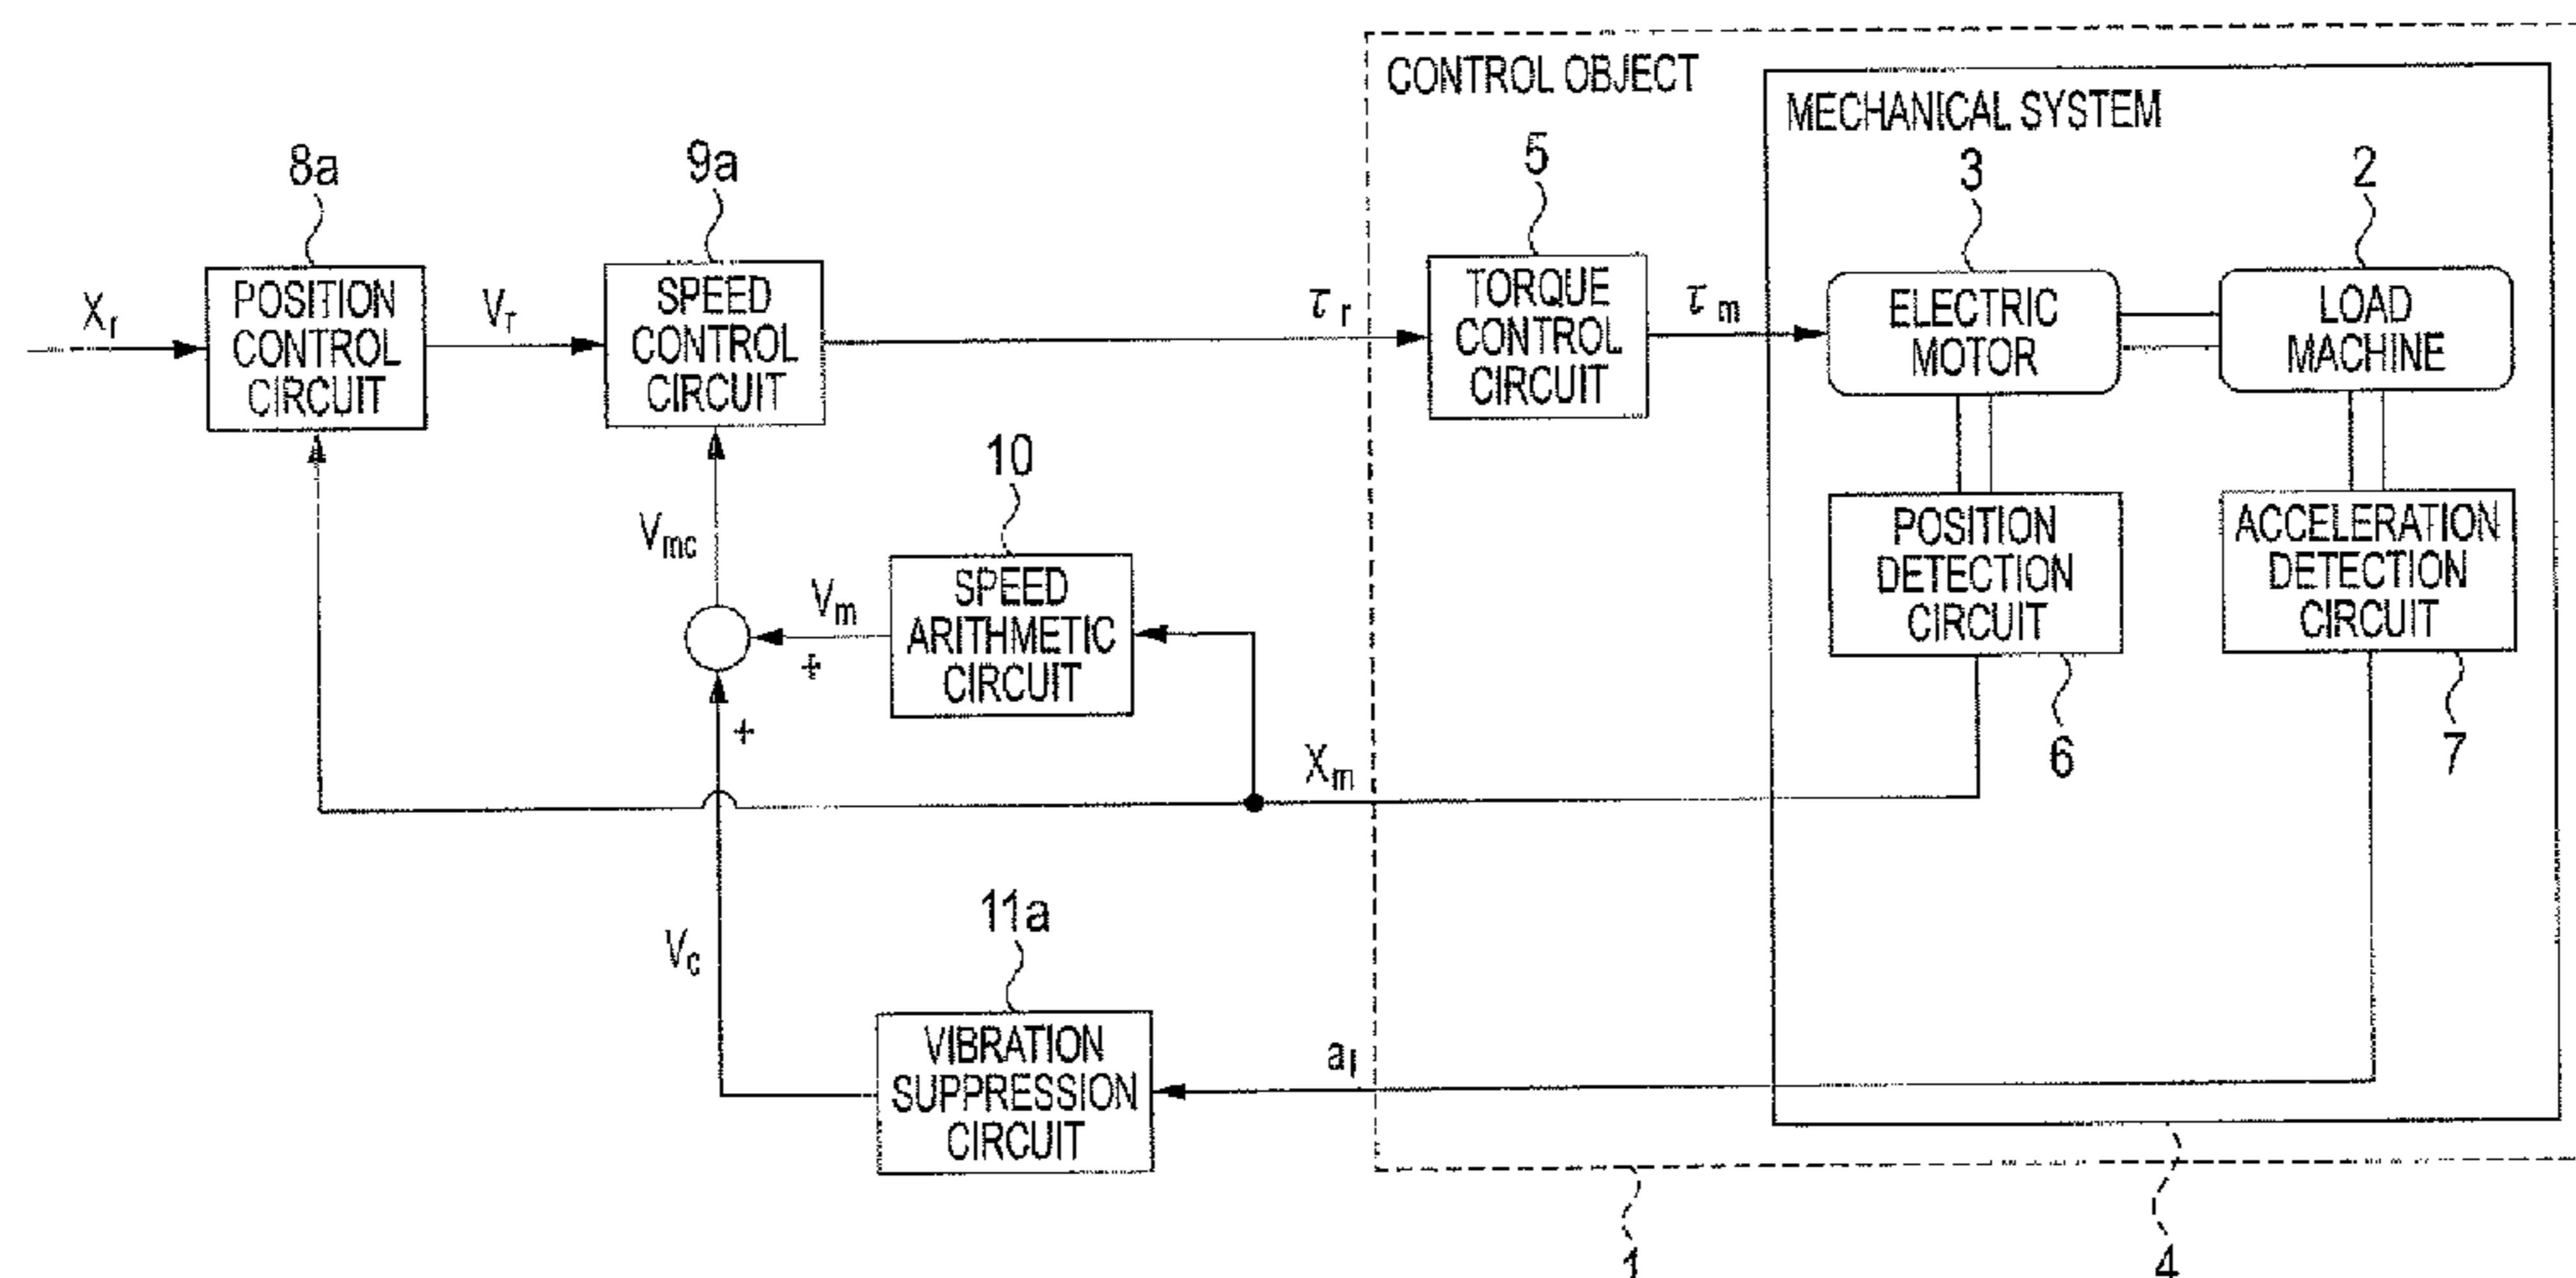 CONTROL OBJECT
MECHANICAL SYSTEM
8a
9a
5
3
2
Xr
POSITION
CONTROL
CIRCUIT
Vr
SPEED
CONTROL
CIRCUIT
τr
TORQUE
CONTROL
CIRCUIT
τm
ELECTRIC
MOTOR
LOAD
MACHINE
10
Vmc
Vm
+
SPEED
ARITHMETIC
CIRCUIT
POSITION
DETECTION
CIRCUIT
ACCELERATION
DETECTION
CIRCUIT
+
Xm
6
7
11a
Vc
VIBRATION
SUPPRESSION
CIRCUIT
al
1
4